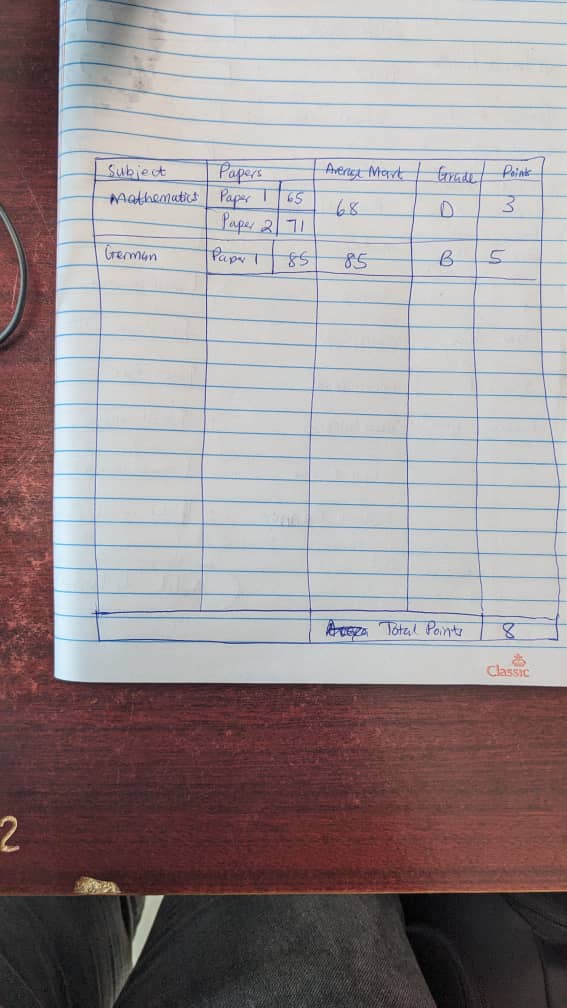 Subject Papers Average Mark Grade Points
Mathematics Paper 1 65 68 D 3
Paper 2 71
German Paper 1 85 85 B 5
Total Points 8
Classic
2